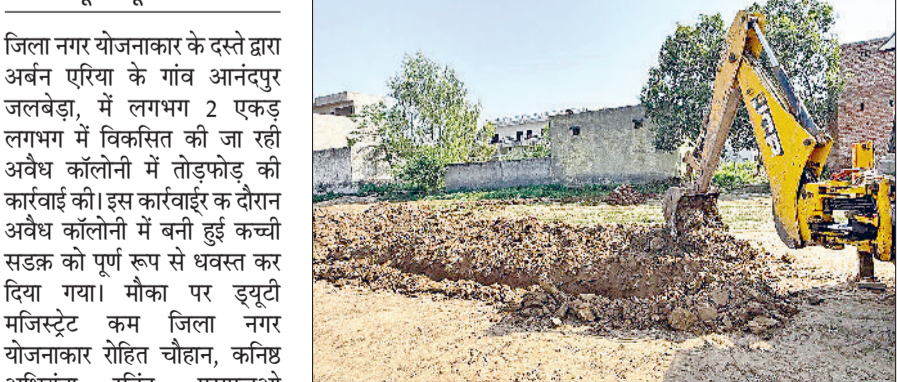 जिला नगर योजनाकार के दस्ते द्वारा
अर्बन एरिया के गांव आनंदपुर
जलबेड़ा, में लगभग 2 एकड़
लगभग में विकसित की जा रही
अवैध कॉलोनी में तोड़फोड़ की
कार्रवाई की। इस कार्रवाईर् क दौरान
अवैध कॉलोनी में बनी हुई कच्ची
सडक़ को पूर्ण रूप से धवस्त कर
दिया गया। मौका पर ड्यूटी
मजिस्ट्रेट कम जिला नगर
योजनाकार रोहित चौहान, कनिष्ठ